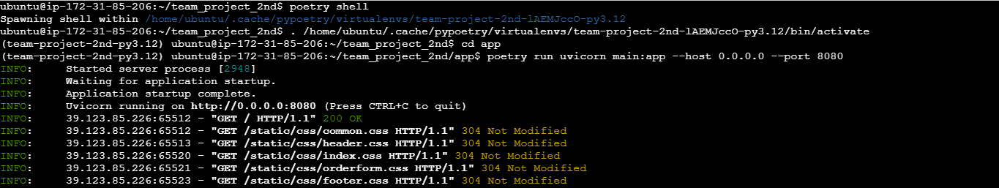 ubuntu@ip-172-31-85-206:~/team_project_2nd$ poetry shell
Spawning shell within /home/ubuntu/.cache/pypoetry/virtualenvs/team-project-2nd-lAEMJccO-py3.12
ubuntu@ip-172-31-85-206:~/team_project_2nd$ . /home/ubuntu/.cache/pypoetry/virtualenvs/team-project-2nd-lAEMJccO-py3.12/bin/activate
(team-project-2nd-py3.12) ubuntu@ip-172-31-85-206:~/team_project_2nd$ cd app
(team-project-2nd-py3.12) ubuntu@ip-172-31-85-206:~/team_project_2nd/app$ poetry run uvicorn main:app --host 0.0.0.0 --port 8080
INFO:     Started server process [2948]
INFO:     Waiting for application startup.
INFO:     Application startup complete.
INFO:     Uvicorn running on http://0.0.0.0:8080 (Press CTRL+C to quit)
INFO:     39.123.85.226:65512 - "GET / HTTP/1.1" 200 OK
INFO:     39.123.85.226:65512 - "GET /static/css/common.css HTTP/1.1" 304 Not Modified
INFO:     39.123.85.226:65513 - "GET /static/css/header.css HTTP/1.1" 304 Not Modified
INFO:     39.123.85.226:65520 - "GET /static/css/index.css HTTP/1.1" 304 Not Modified
INFO:     39.123.85.226:65521 - "GET /static/css/orderform.css HTTP/1.1" 304 Not Modified
INFO:     39.123.85.226:65523 - "GET /static/css/footer.css HTTP/1.1" 304 Not Modified